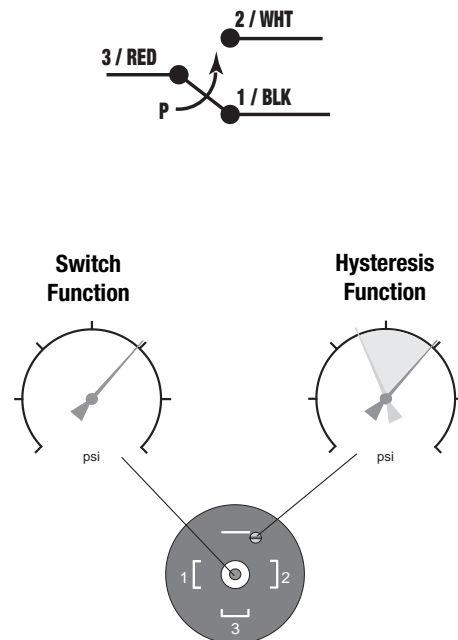 2 / WHT
3 / RED
1 / BLK
P
Switch
Function
Hysteresis
Function
psi
psi
1
2
3